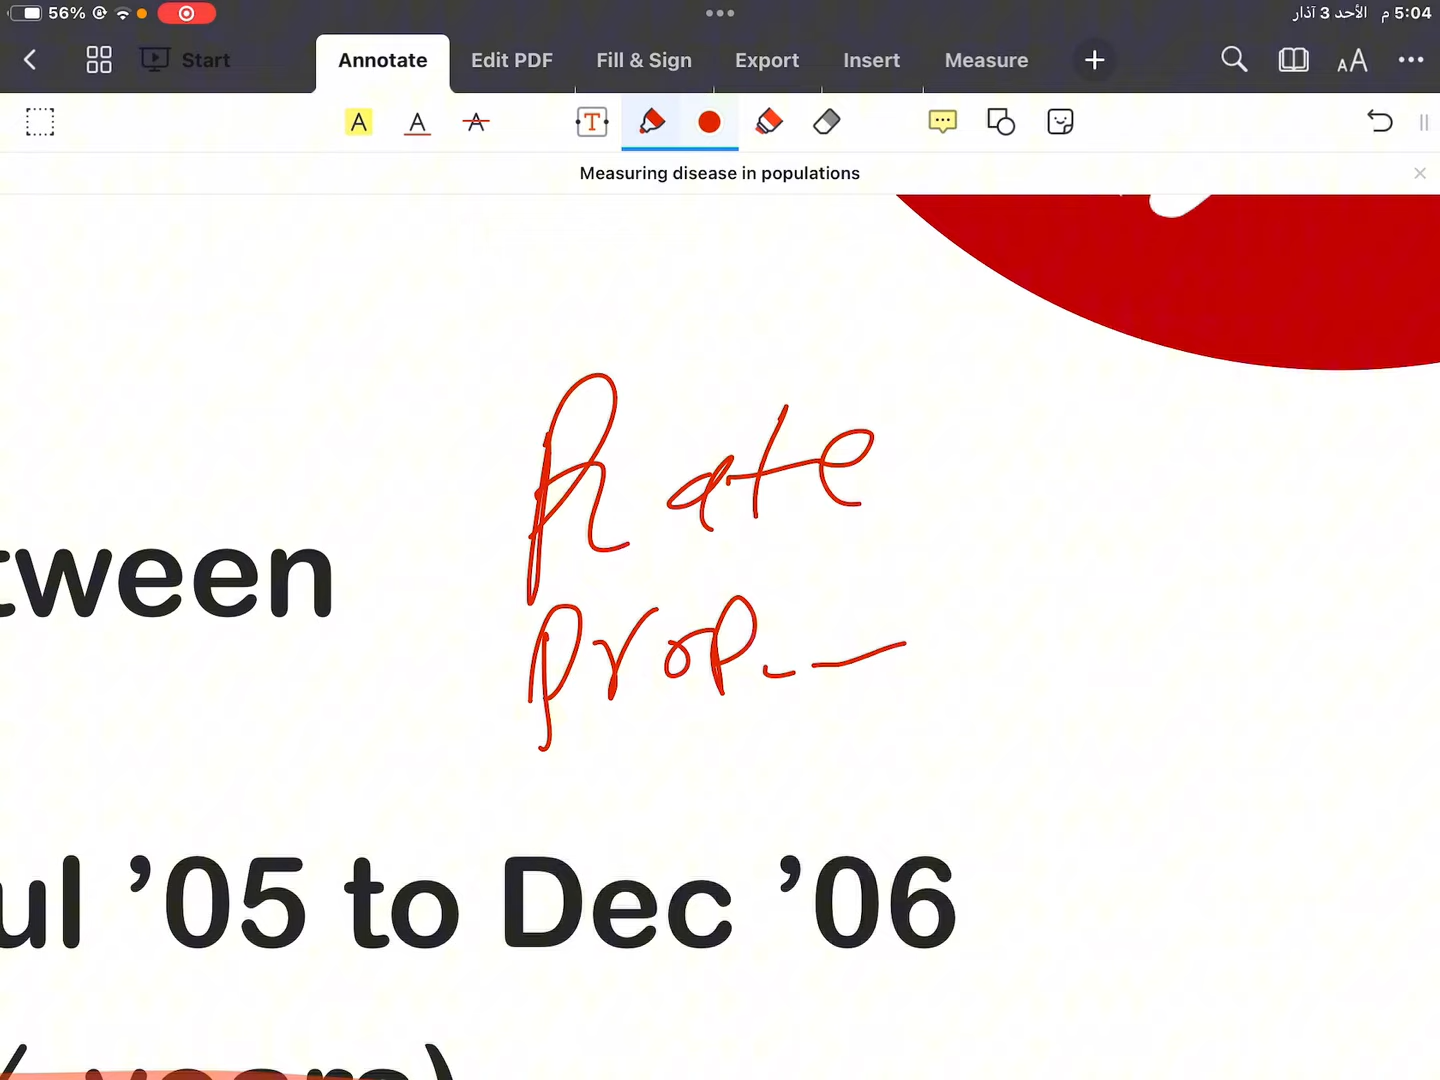 56% 5:04 م الأحد 3 آذار
Start Annotate Edit PDF Fill & Sign Export Insert Measure
Measuring disease in populations
Rate
tween
prop.
ul ’05 to Dec ’06
years)